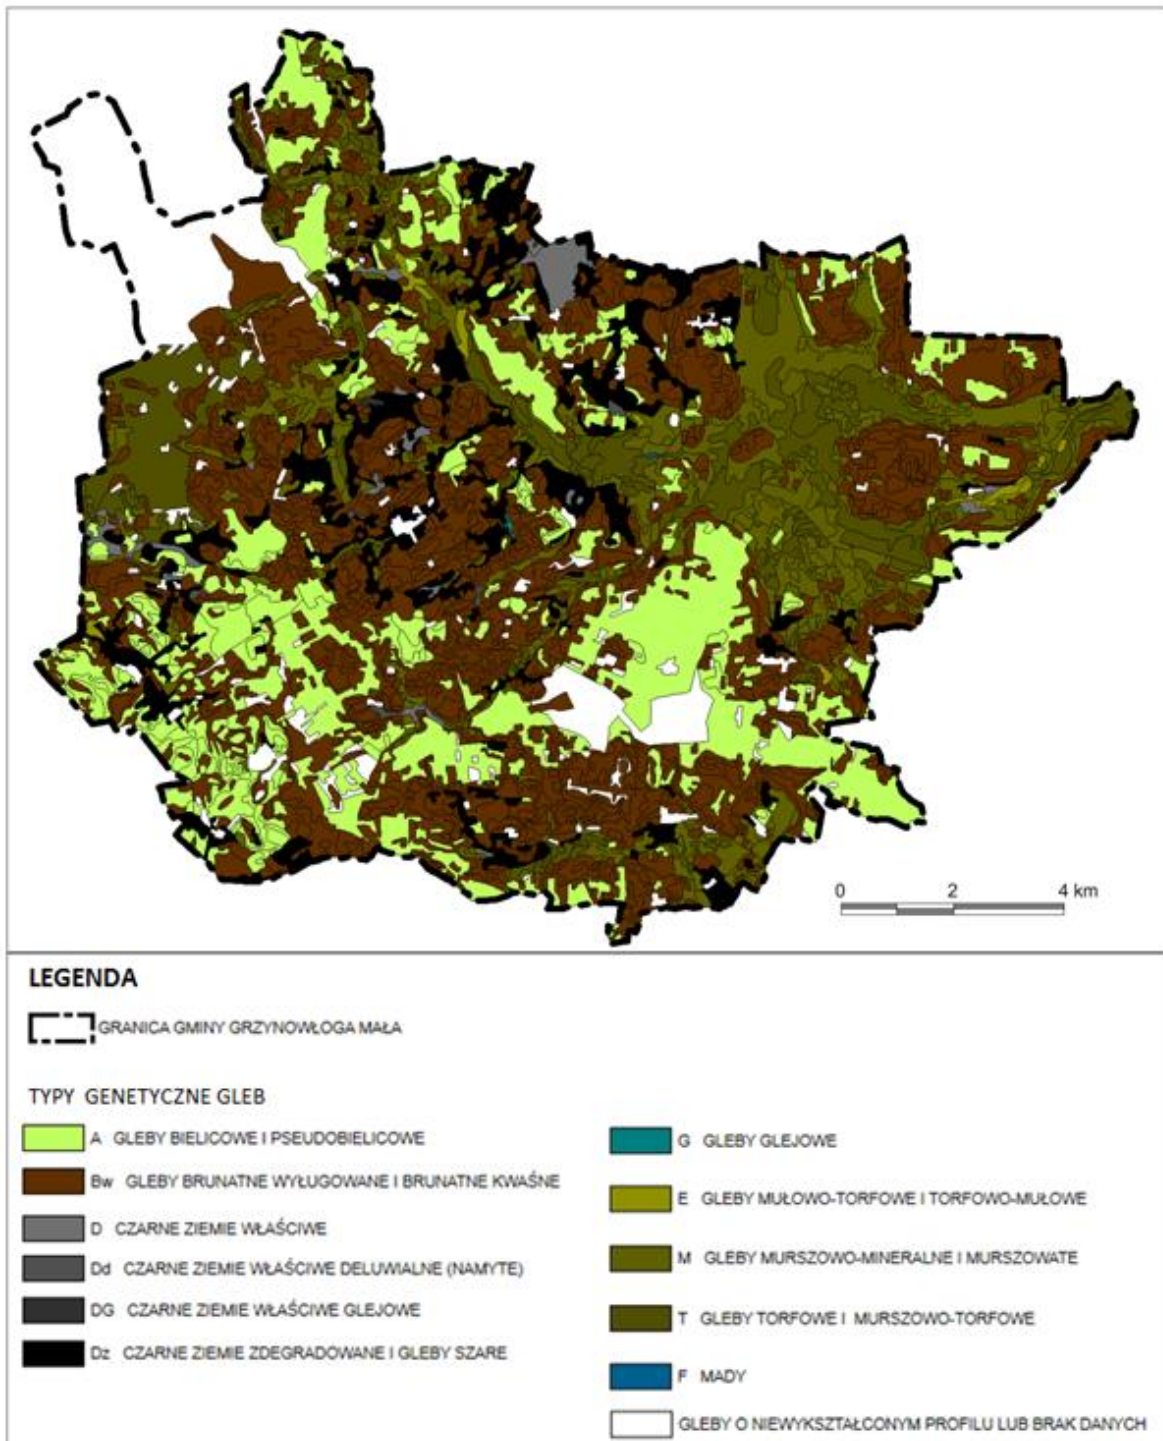 0 2 4 km
LEGENDA
GRANICA GMINY GRZYNOWŁOGA MAŁA
TYPY GENETYCZNE GLEB
A GLEBY BIELICOWE I PSEUDOBIELICOWE
Bw GLEBY BRUNATNE WYŁUGOWANE I BRUNATNE KWAŚNE
D CZARNE ZIEMIE WŁAŚCIWE
Dd CZARNE ZIEMIE WŁAŚCIWE DELUWIALNE (NAMYTE)
DG CZARNE ZIEMIE WŁAŚCIWE GLEJOWE
Dz CZARNE ZIEMIE ZDEGRADOWANE I GLEBY SZARE
G GLEBY GLEJOWE
E GLEBY MUŁOWO-TORFOWE I TORFOWO-MUŁOWE
M GLEBY MURSZOWO-MINERALNE I MURSZOWATE
T GLEBY TORFOWE I MURSZOWO-TORFOWE
F MADY
GLEBY O NIEWYKSZTAŁCONYM PROFILU LUB BRAK DANYCH